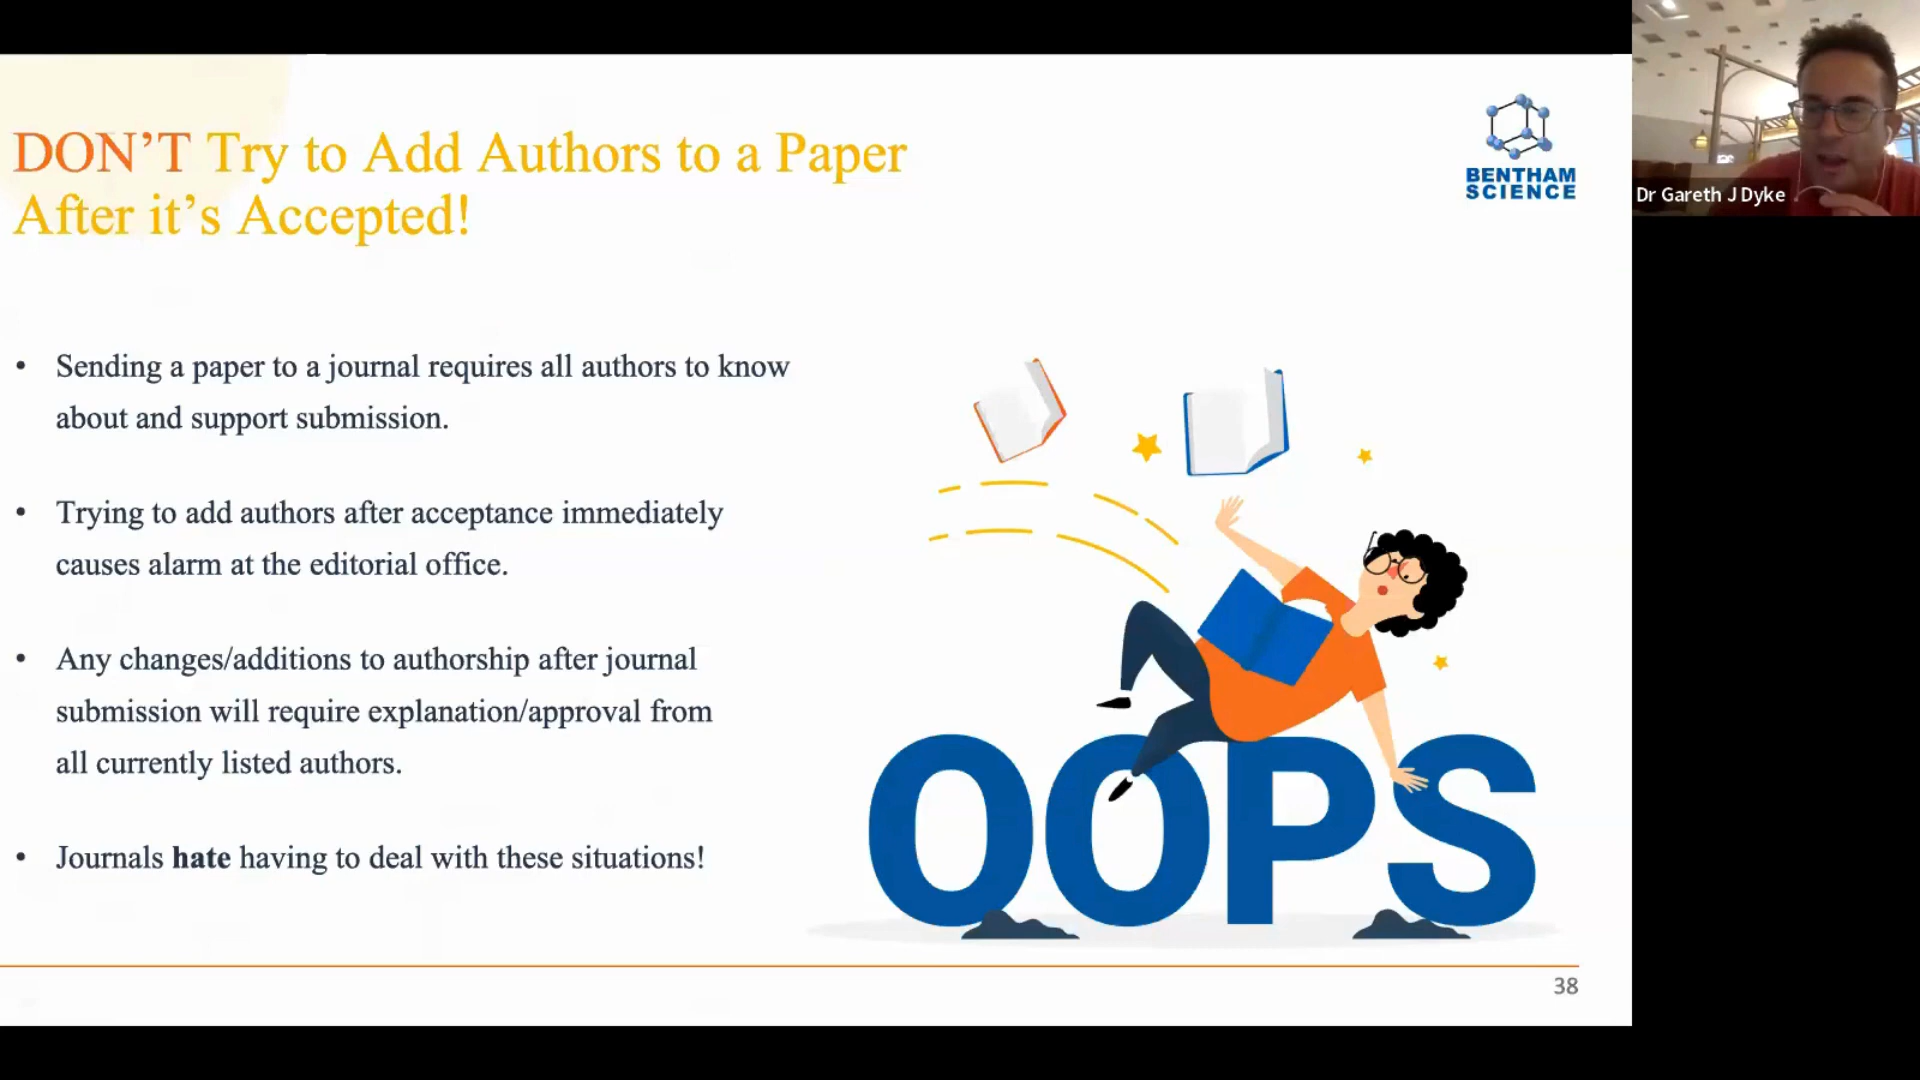 DON’T Try to Add Authors to a Paper
After it’s Accepted!
BENTHAM
SCIENCE
Dr Gareth J Dyke
• Sending a paper to a journal requires all authors to know
about and support submission.
• Trying to add authors after acceptance immediately
causes alarm at the editorial office.
• Any changes/additions to authorship after journal
submission will require explanation/approval from
all currently listed authors.
• Journals hate having to deal with these situations!
OOPS
38